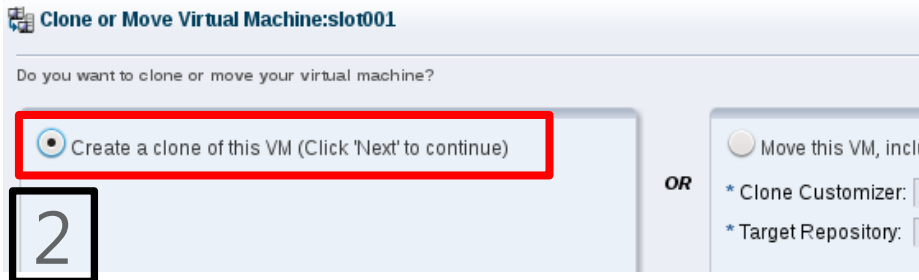 Clone or Move Virtual Machine:slot001
Do you want to clone or move your virtual machine?
Create a clone of this VM (Click 'Next' to continue)
OR
Move this VM,
* Clone Customizer:
* Target Repository:
2